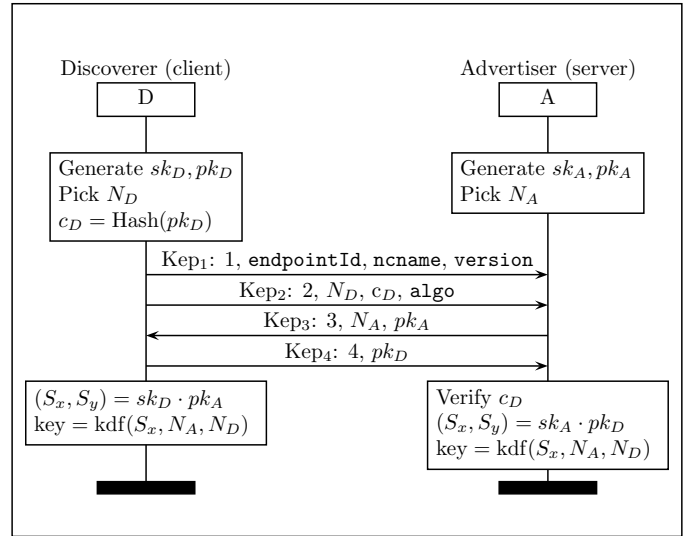 Discoverer (client)
Advertiser (server)
D
A
Generate sk_D, pk_D
Pick N_D
c_D = Hash(pk_D)
Generate sk_A, pk_A
Pick N_A
Kep_1: 1, endpointId, ncname, version
Kep_2: 2, N_D, c_D, algo
Kep_3: 3, N_A, pk_A
Kep_4: 4, pk_D
(S_x, S_y) = sk_D · pk_A
key = kdf(S_x, N_A, N_D)
Verify c_D
(S_x, S_y) = sk_A · pk_D
key = kdf(S_x, N_A, N_D)